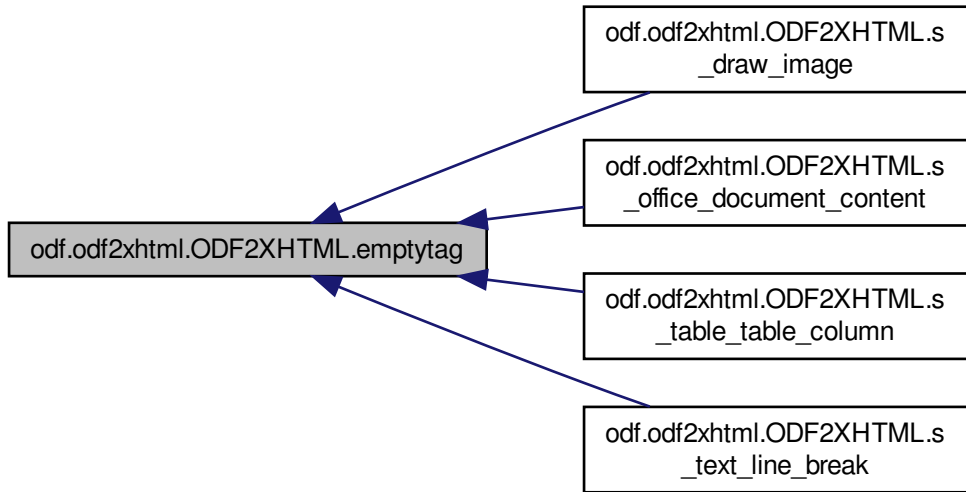 odf.odf2xhtml.ODF2XHTML.s
_draw_image
odf.odf2xhtml.ODF2XHTML.s
_office_document_content
odf.odf2xhtml.ODF2XHTML.emptytag
odf.odf2xhtml.ODF2XHTML.s
_table_table_column
odf.odf2xhtml.ODF2XHTML.s
_text_line_break